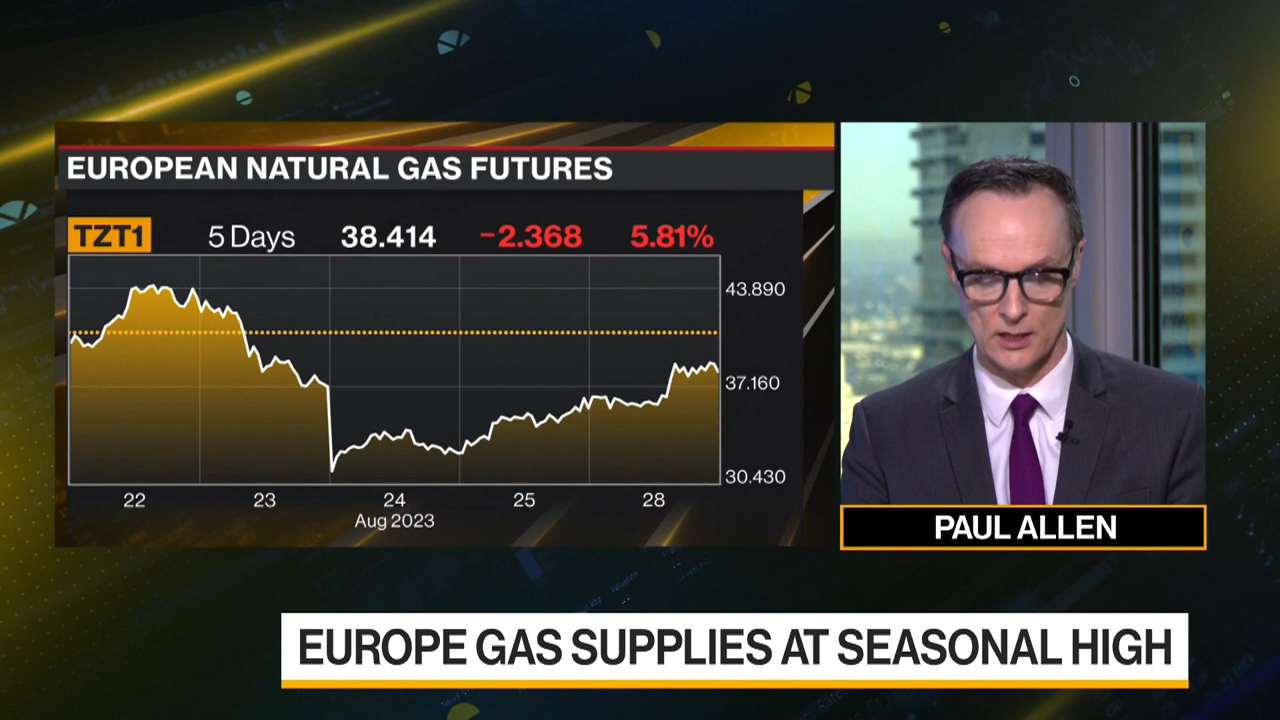 EUROPEAN NATURAL GAS FUTURES
TZT1 5 Days 38.414 -2.368 5.81%
43.890
37.160
30.430
22 23 24 25 28
Aug 2023
PAUL ALLEN
EUROPE GAS SUPPLIES AT SEASONAL HIGH